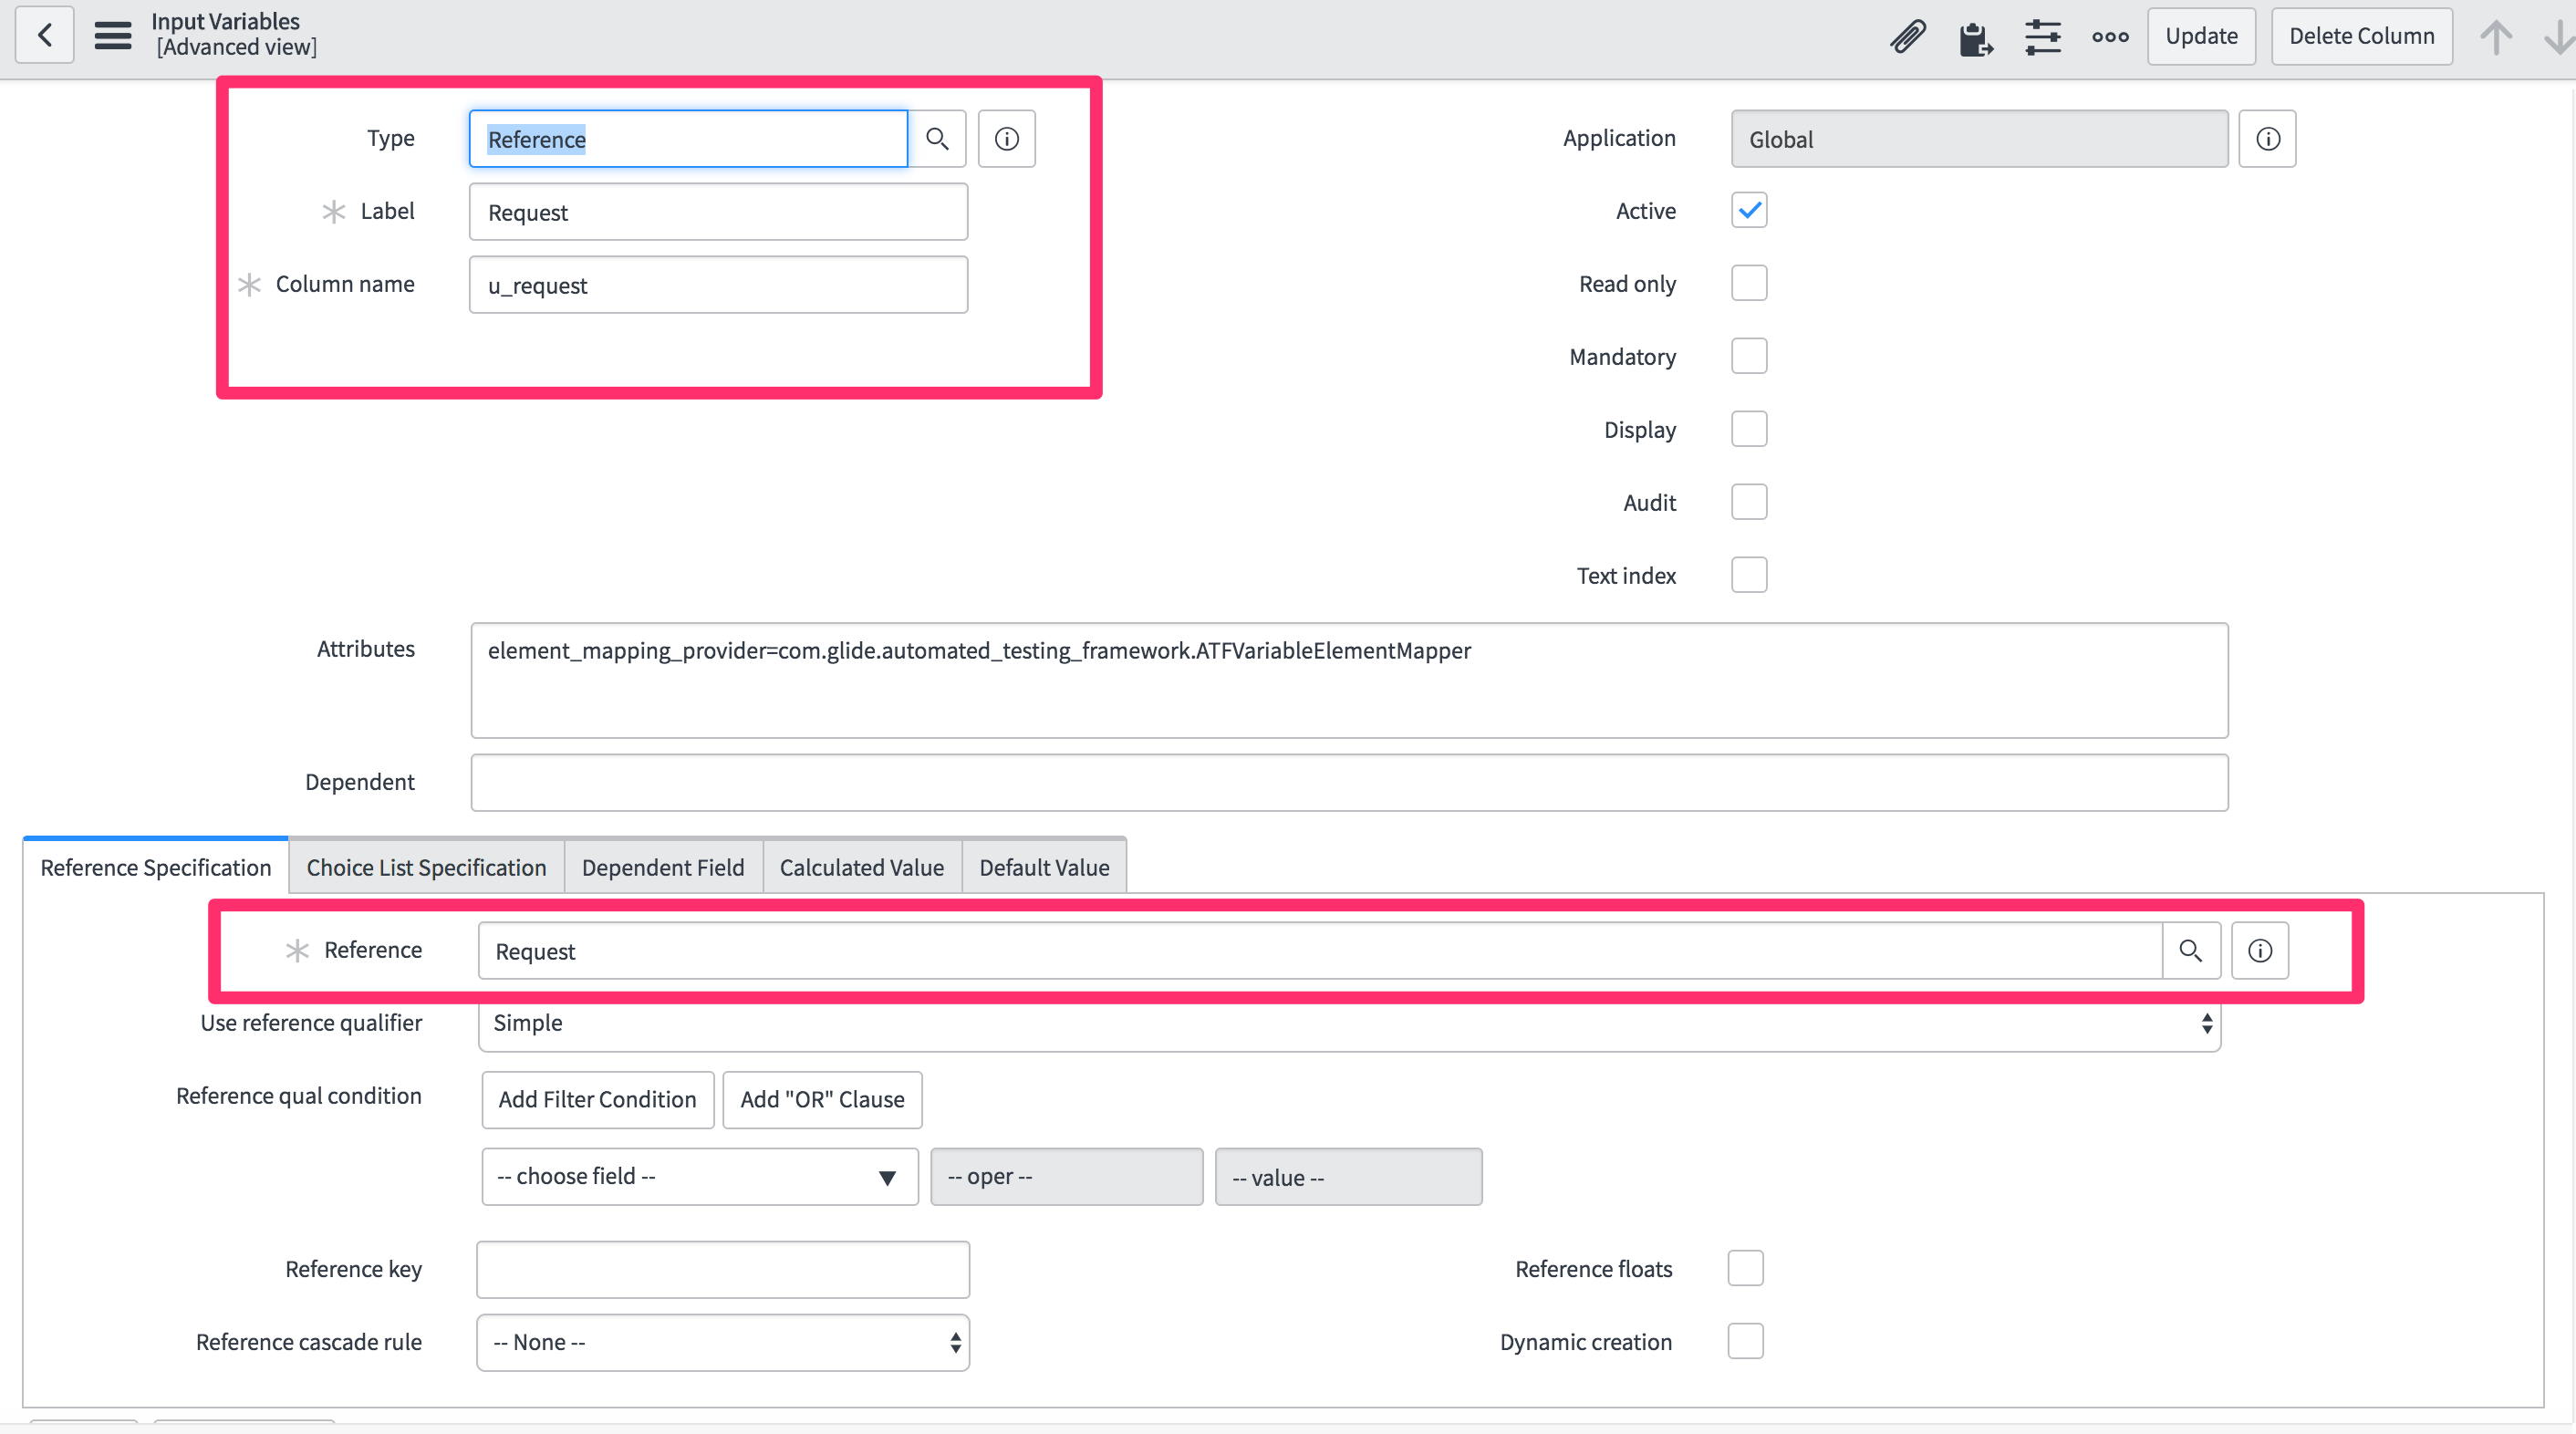 Input Variables
[Advanced view]
Update
Delete Column
Type
Reference
Application
Global
Label
Request
Active
Column name
u_request
Read only
Mandatory
Display
Audit
Text index
Attributes
element_mapping_provider=com.glide.automated_testing_framework.ATFVariableElementMapper
Dependent
Reference Specification
Choice List Specification
Dependent Field
Calculated Value
Default Value
Reference
Request
Use reference qualifier
Simple
Reference qual condition
Add Filter Condition
Add "OR" Clause
-- choose field --
-- oper --
-- value --
Reference key
Reference floats
Reference cascade rule
-- None --
Dynamic creation